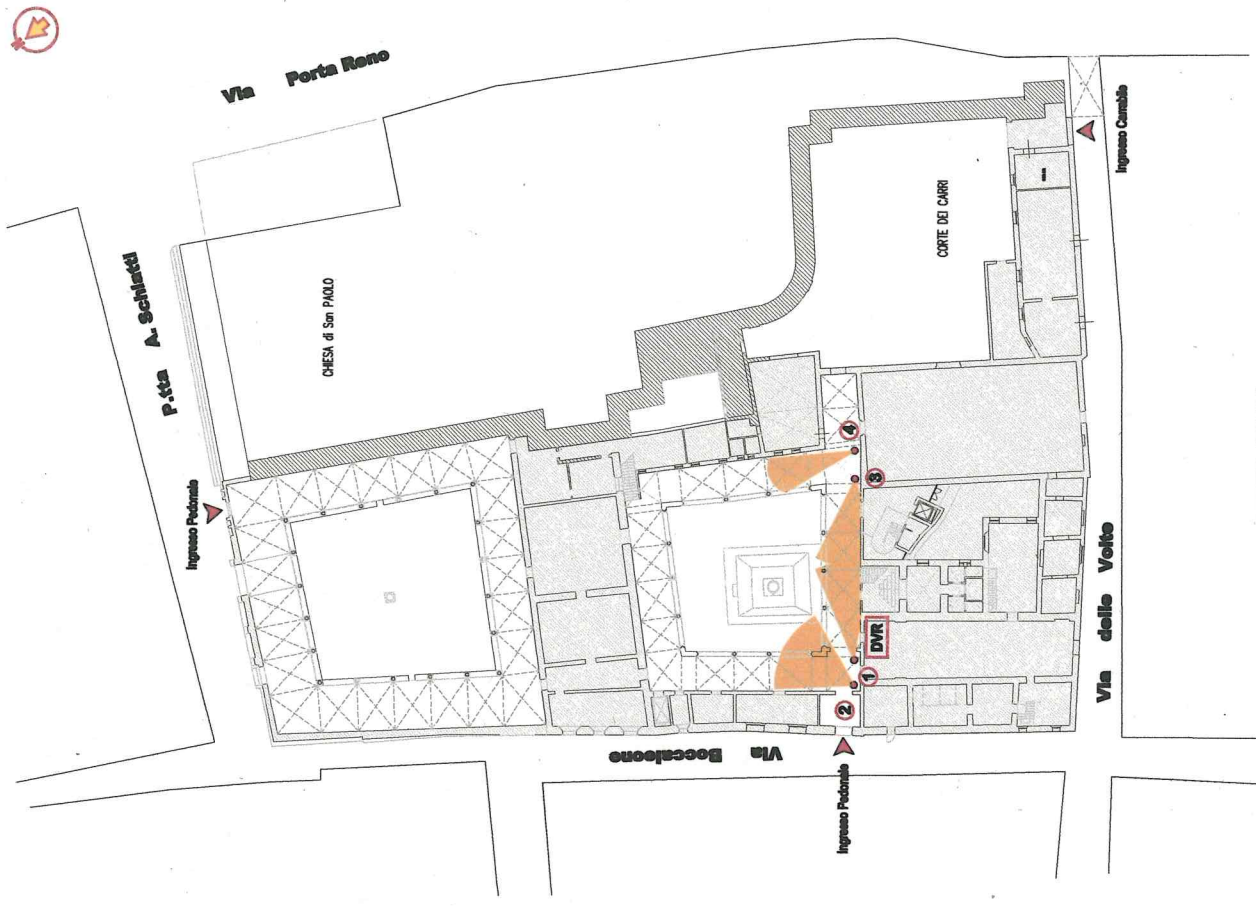 Via Porta Reno
P.tta A. Schiatti
CHIESA di San PAOLO
Ingresso Pedonale
CORTE DEI CARRI
Ingresso Carrabile
4
3
DVR
1
2
Via Boccaleone
Ingresso Pedonale
Via delle Volte